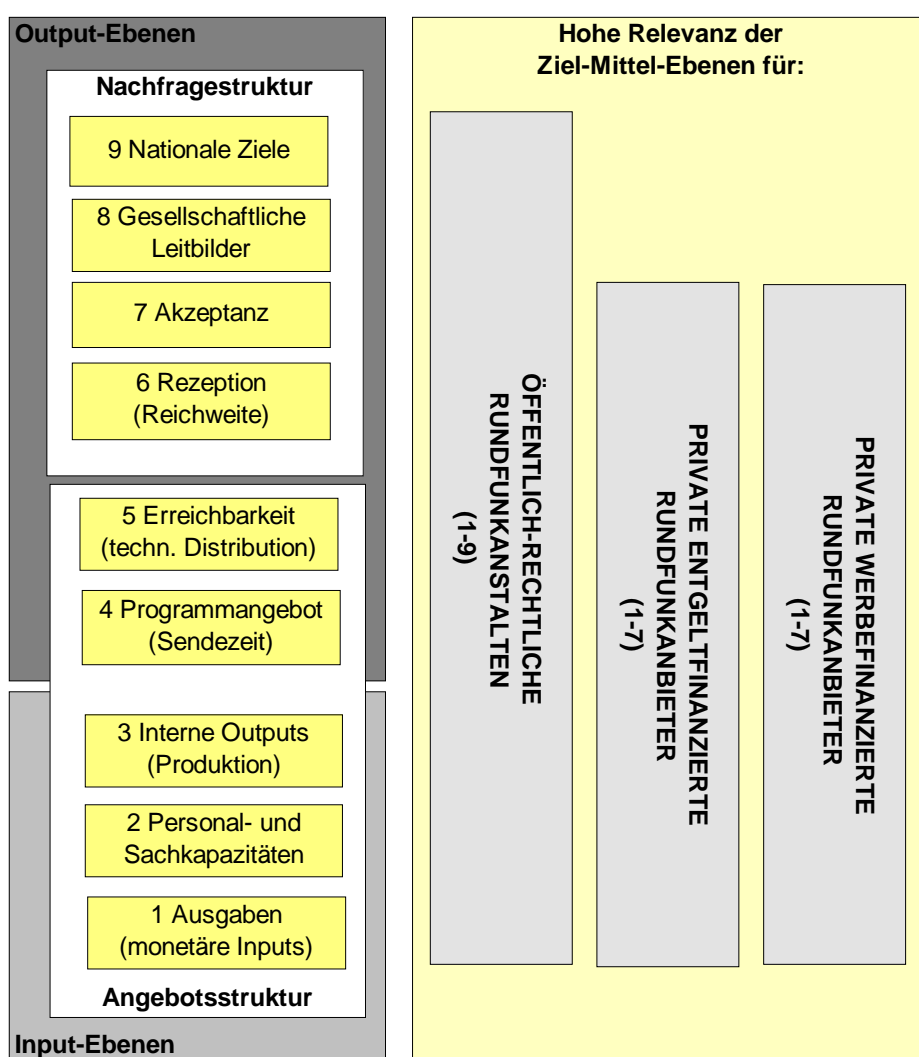 Output-Ebenen
Nachfragestruktur
9 Nationale Ziele
8 Gesellschaftliche
Leitbilder
7 Akzeptanz
6 Rezeption
(Reichweite)
5 Erreichbarkeit
(techn. Distribution)
4 Programmangebot
(Sendezeit)
3 Interne Outputs
(Produktion)
2 Personal- und
Sachkapazitäten
1 Ausgaben
(monetäre Inputs)
Angebotsstruktur
Input-Ebenen
Hohe Relevanz der
Ziel-Mittel-Ebenen für:
ÖFFENTLICH-RECHTLICHE
RUNDFUNKANSTALTEN
(1-9)
PRIVATE ENTGELTFINANZIERTE
RUNDFUNKANBIETER
(1-7)
PRIVATE WERBEFINANZIERTE
RUNDFUNKANBIETER
(1-7)